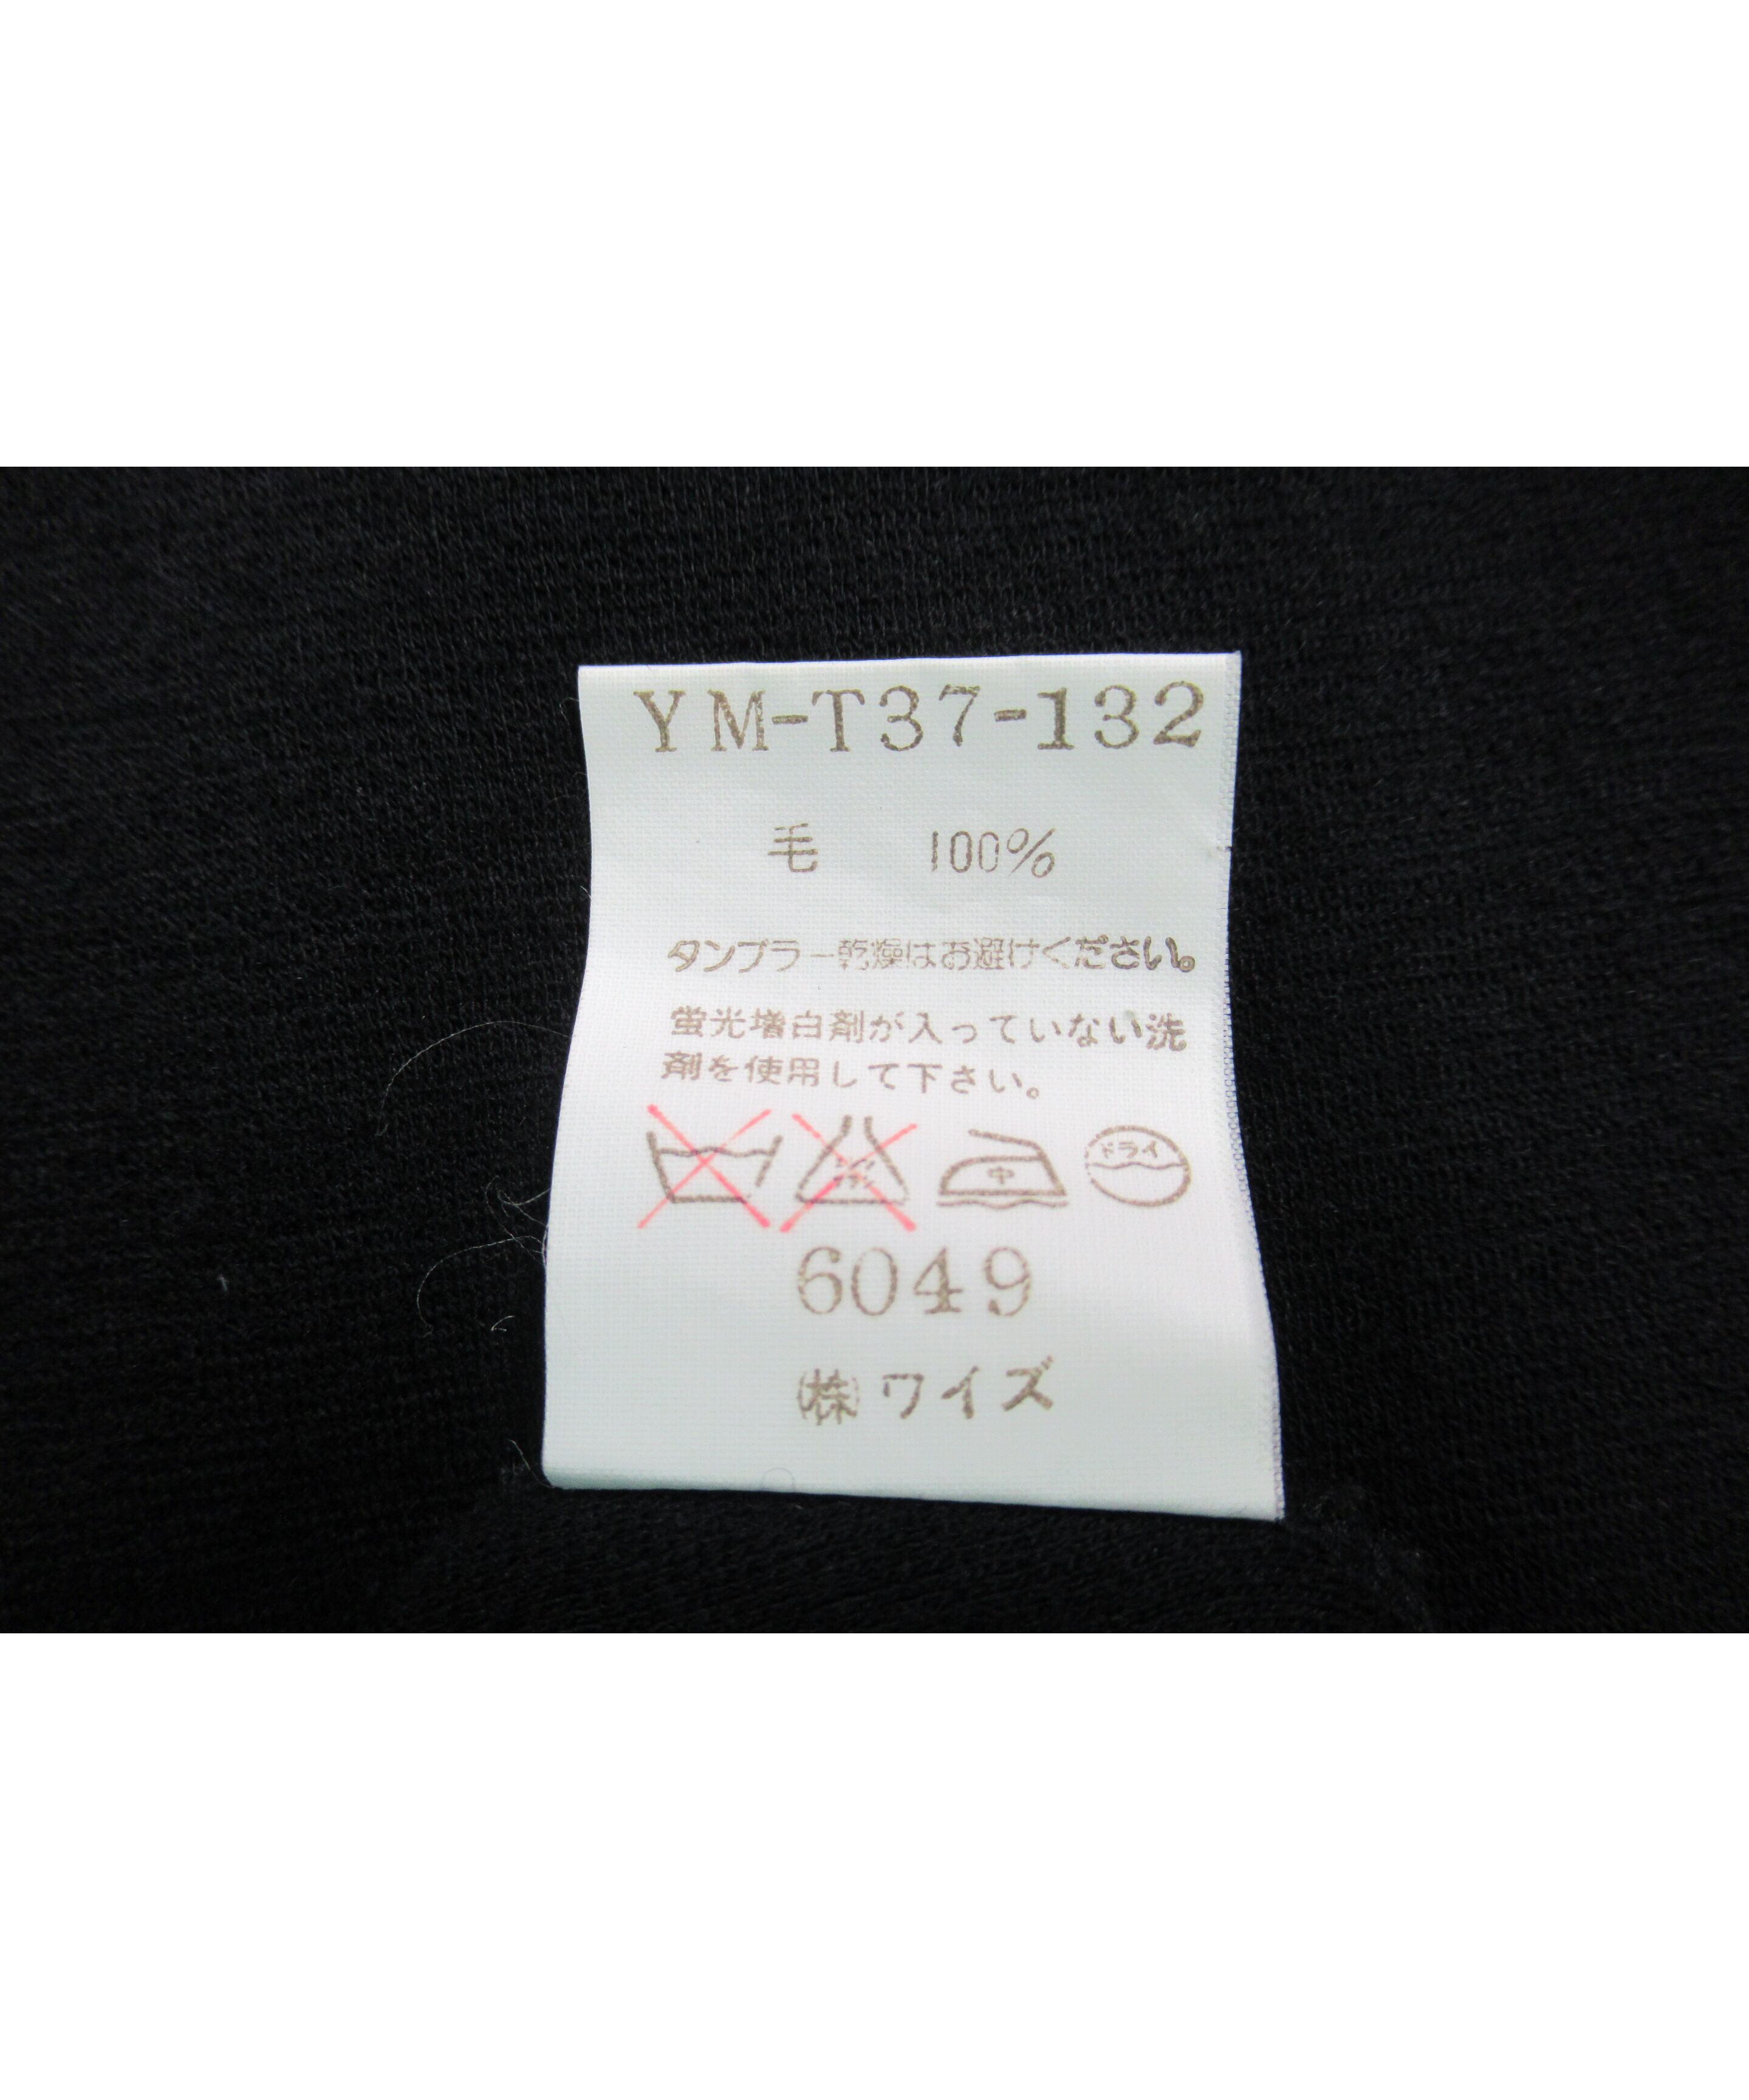 YM-T37-132
毛 100%
タンブラー乾燥はお避けください。
蛍光増白剤が入っていない洗
剤を使用して下さい。
中 ドライ
6049
㈱ワイズ